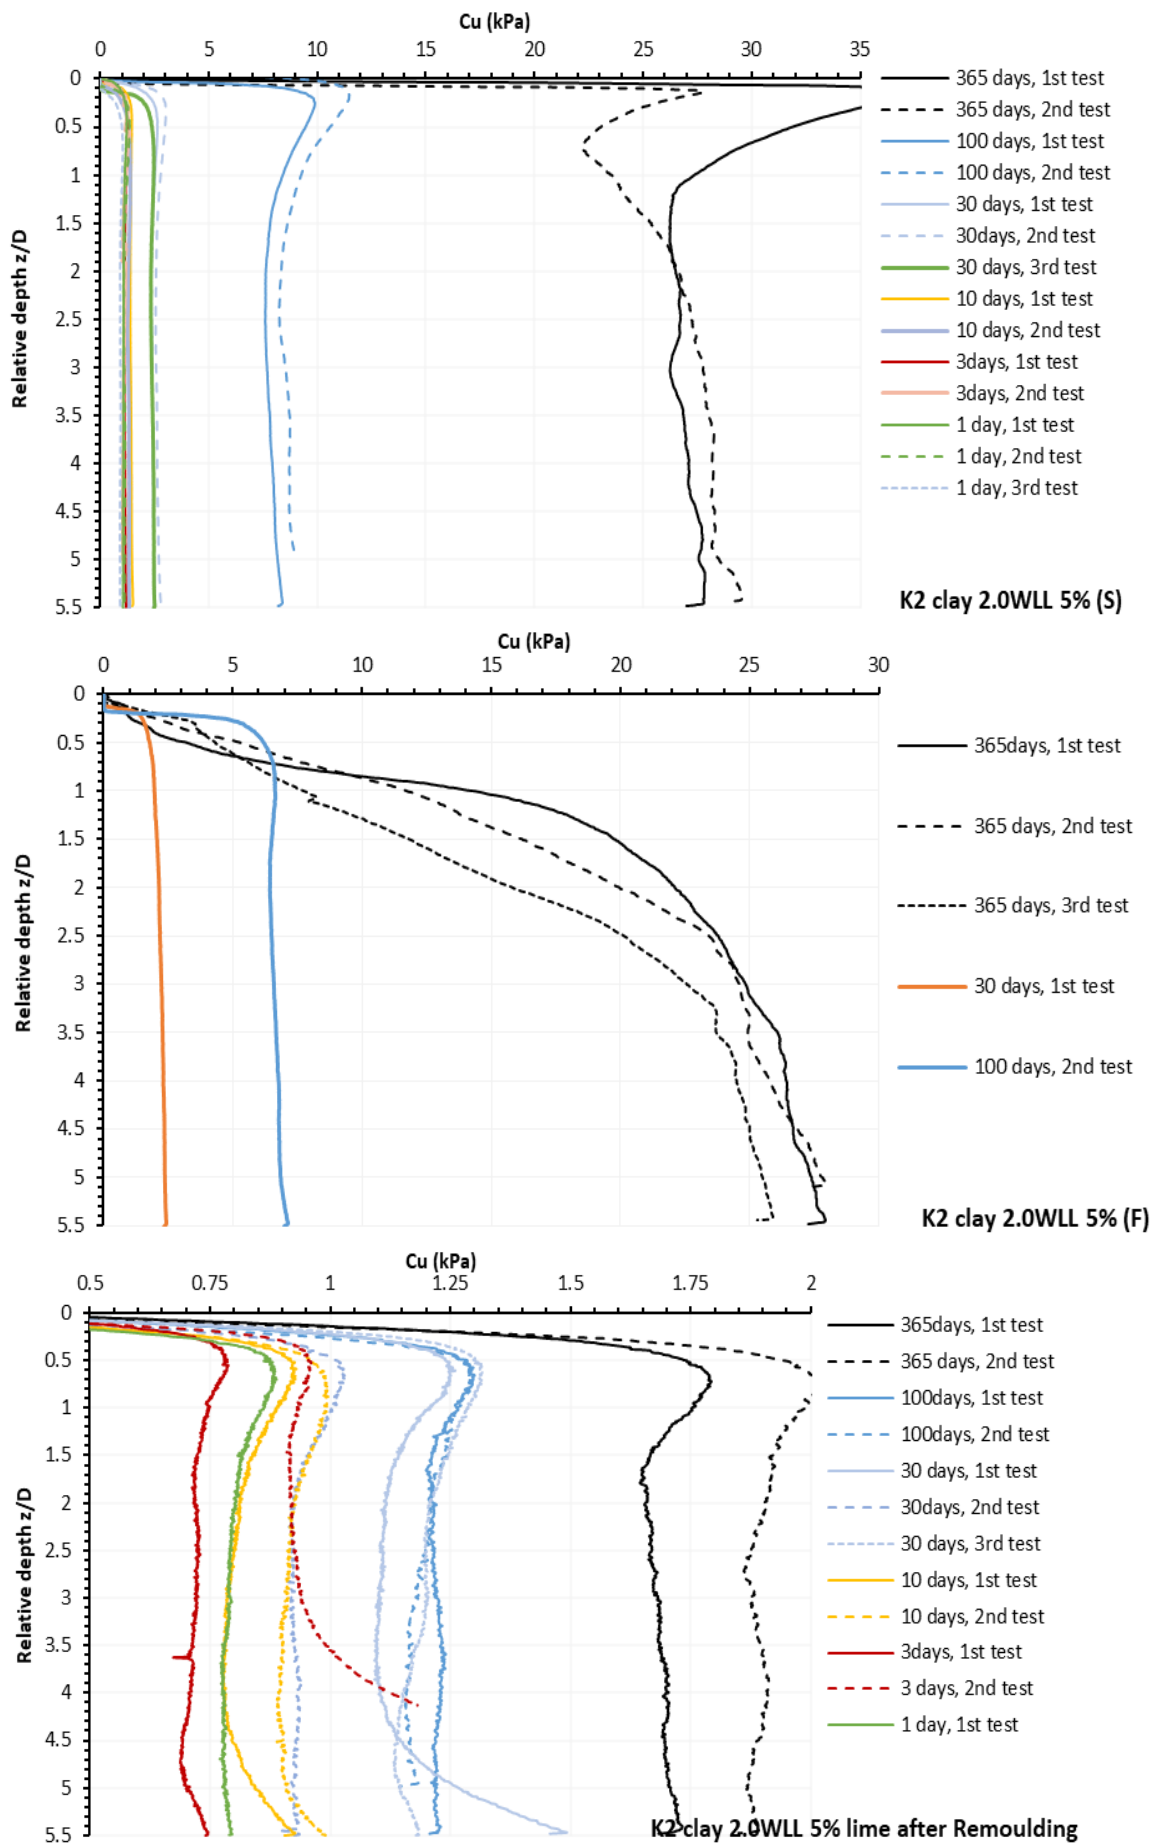 Cu (kPa)
0 5 10 15 20 25 30 35
0
0.5
1
1.5
2
2.5
3
3.5
4
4.5
5
5.5
Relative depth z/D
365 days, 1st test
365 days, 2nd test
100 days, 1st test
100 days, 2nd test
30 days, 1st test
30days, 2nd test
30 days, 3rd test
10 days, 1st test
10 days, 2nd test
3days, 1st test
3days, 2nd test
1 day, 1st test
1 day, 2nd test
1 day, 3rd test
K2 clay 2.0WLL 5% (S)
Cu (kPa)
0 5 10 15 20 25 30
0
0.5
1
1.5
2
2.5
3
3.5
4
4.5
5
5.5
Relative depth z/D
365days, 1st test
365 days, 2nd test
365 days, 3rd test
30 days, 1st test
100 days, 2nd test
K2 clay 2.0WLL 5% (F)
Cu (kPa)
0.5 0.75 1 1.25 1.5 1.75 2
0
0.5
1
1.5
2
2.5
3
3.5
4
4.5
5
5.5
Relative depth z/D
365days, 1st test
365 days, 2nd test
100days, 1st test
100days, 2nd test
30 days, 1st test
30days, 2nd test
30 days, 3rd test
10 days, 1st test
10 days, 2nd test
3days, 1st test
3 days, 2nd test
1 day, 1st test
K2 clay 2.0WLL 5% lime after Remoulding